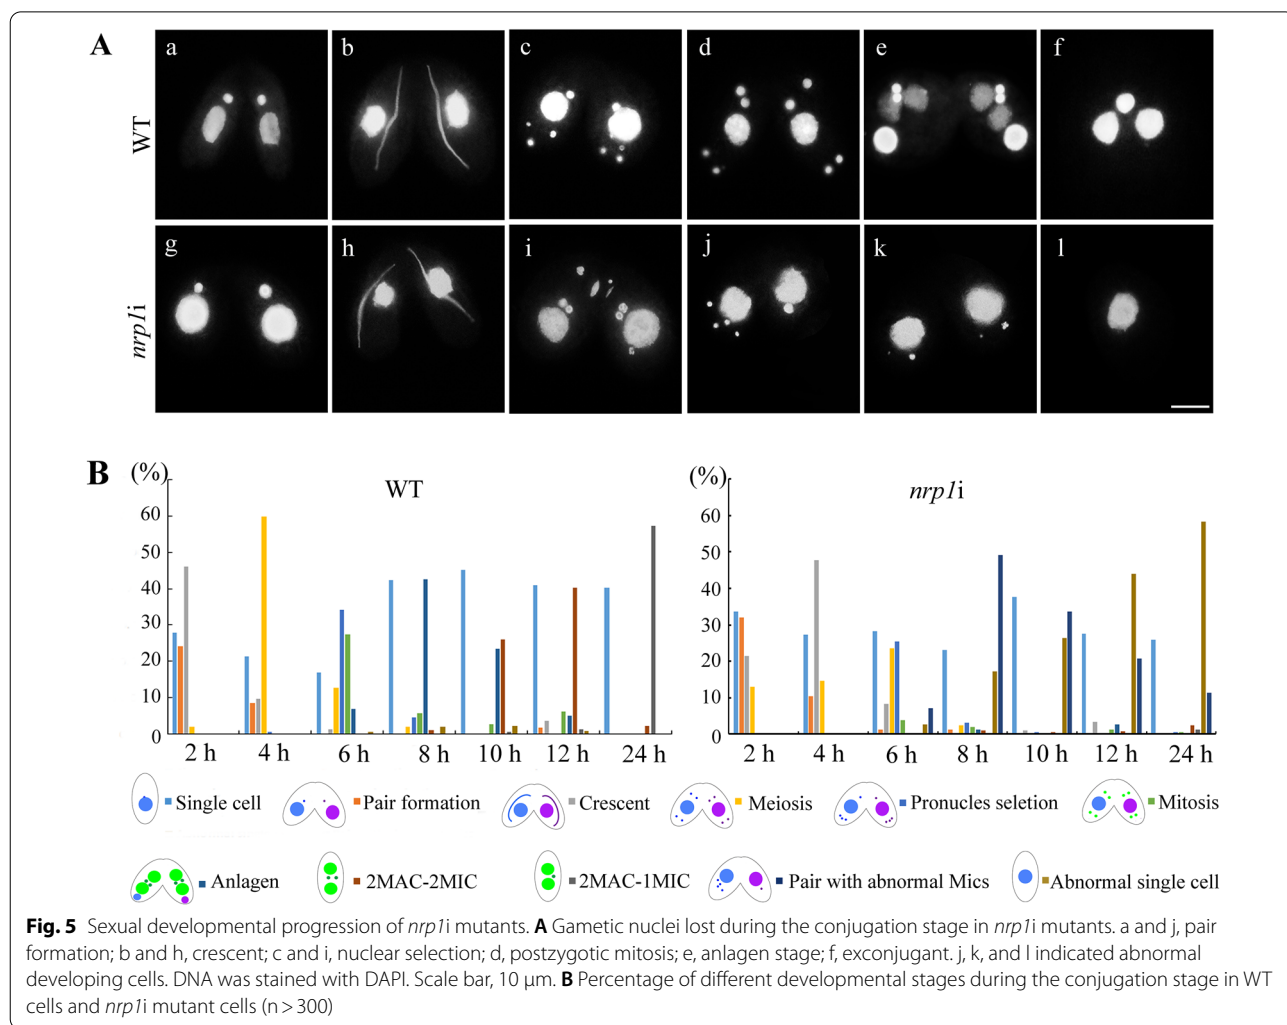 A
a b c d e f
WT
g h i j k l
nrp1i
B
(%) WT
60
50
40
30
20
10
0
2 h 4 h 6 h 8 h 10 h 12 h 24 h
(%) nrp1i
60
50
40
30
20
10
0
2 h 4 h 6 h 8 h 10 h 12 h 24 h
Single cell Pair formation Crescent Meiosis Pronucles seletion Mitosis
Anlagen 2MAC-2MIC 2MAC-1MIC Pair with abnormal Mics Abnormal single cell
Fig. 5 Sexual developmental progression of nrp1i mutants. A Gametic nuclei lost during the conjugation stage in nrp1i mutants. a and j, pair
formation; b and h, crescent; c and i, nuclear selection; d, postzygotic mitosis; e, anlagen stage; f, exconjugant. j, k, and l indicated abnormal
developing cells. DNA was stained with DAPI. Scale bar, 10 μm. B Percentage of different developmental stages during the conjugation stage in WT
cells and nrp1i mutant cells (n > 300)